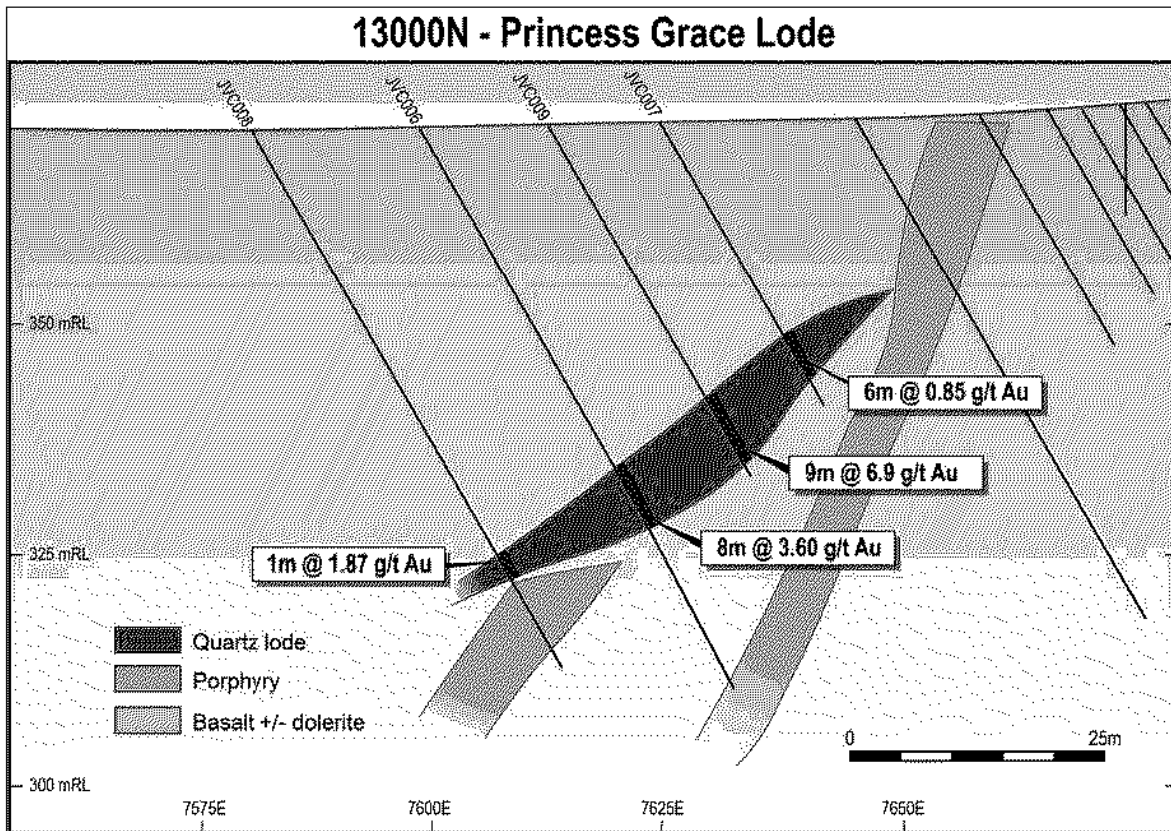 13000N - Princess Grace Lode
JVC008
JVC006
JVC009
JVC007
350 mRL
6m @ 0.85 g/t Au
9m @ 6.9 g/t Au
8m @ 3.60 g/t Au
325 mRL
1m @ 1.87 g/t Au
Quartz lode
Porphyry
Basalt +/- dolerite
0 25m
300 mRL
7575E 7600E 7625E 7650E